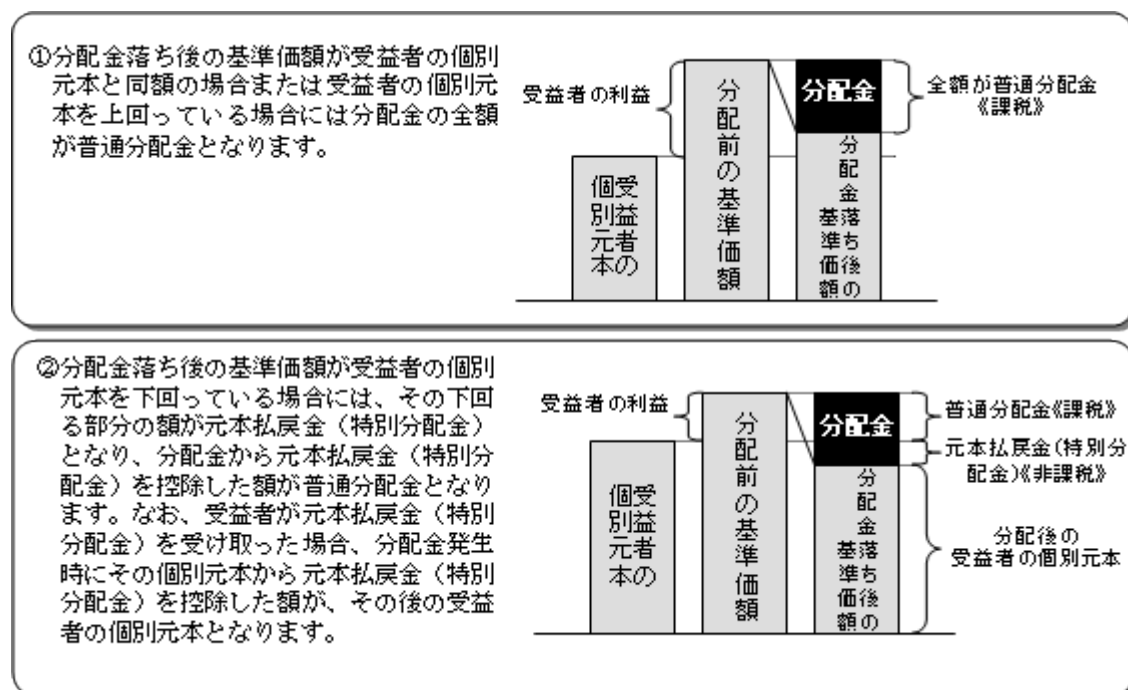 ①分配金落ち後の基準価額が受益者の個別
元本と同額の場合または受益者の個別元
本を上回っている場合には分配金の全額
が普通分配金となります。
受益者の利益
受益者の
個別元本
分配前の基準価額
分配金
分配金落ち後の
基準価額
全額が普通分配金
《課税》
②分配金落ち後の基準価額が受益者の個別
元本を下回っている場合には、その下回
る部分の額が元本払戻金（特別分配金）
となり、分配金から元本払戻金（特別分
配金）を控除した額が普通分配金となり
ます。なお、受益者が元本払戻金（特別
分配金）を受け取った場合、分配金発生
時にその個別元本から元本払戻金（特別
分配金）を控除した額が、その後の受益
者の個別元本となります。
受益者の利益
受益者の
個別元本
分配前の基準価額
分配金
分配金落ち後の
基準価額
普通分配金《課税》
元本払戻金(特別分
配金)《非課税》
分配後の
受益者の個別元本